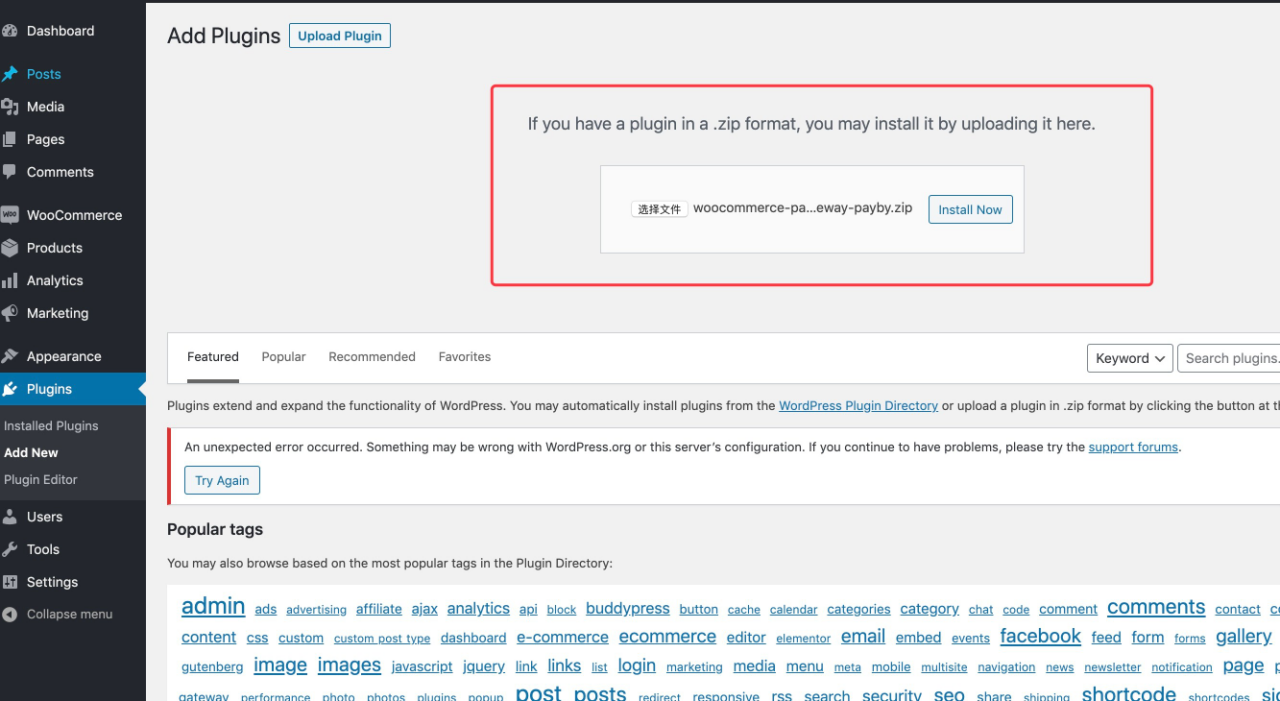 Dashboard
Posts
Media
Pages
Comments
WooCommerce
Products
Analytics
Marketing
Appearance
Plugins
Installed Plugins
Add New
Plugin Editor
Users
Tools
Settings
Collapse menu
Add Plugins Upload Plugin
If you have a plugin in a .zip format, you may install it by uploading it here.
选择文件 woocommerce-pa...eway-payby.zip Install Now
Featured Popular Recommended Favorites Keyword Search plugins.
Plugins extend and expand the functionality of WordPress. You may automatically install plugins from the WordPress Plugin Directory or upload a plugin in .zip format by clicking the button at
An unexpected error occurred. Something may be wrong with WordPress.org or this server's configuration. If you continue to have problems, please try the support forums.
Try Again
Popular tags
You may also browse based on the most popular tags in the Plugin Directory:
admin ads advertising affiliate ajax analytics api block buddypress button cache calendar categories category chat code comment comments contact
content css custom custom post type dashboard e-commerce ecommerce editor elementor email embed events facebook feed form forms gallery
gutenberg image images javascript jquery link links list login marketing media menu meta mobile multisite navigation news newsletter notification page
gateway performance photo photos plugins popup post posts redirect responsive rss search security seo share shipping shortcode shortcodes